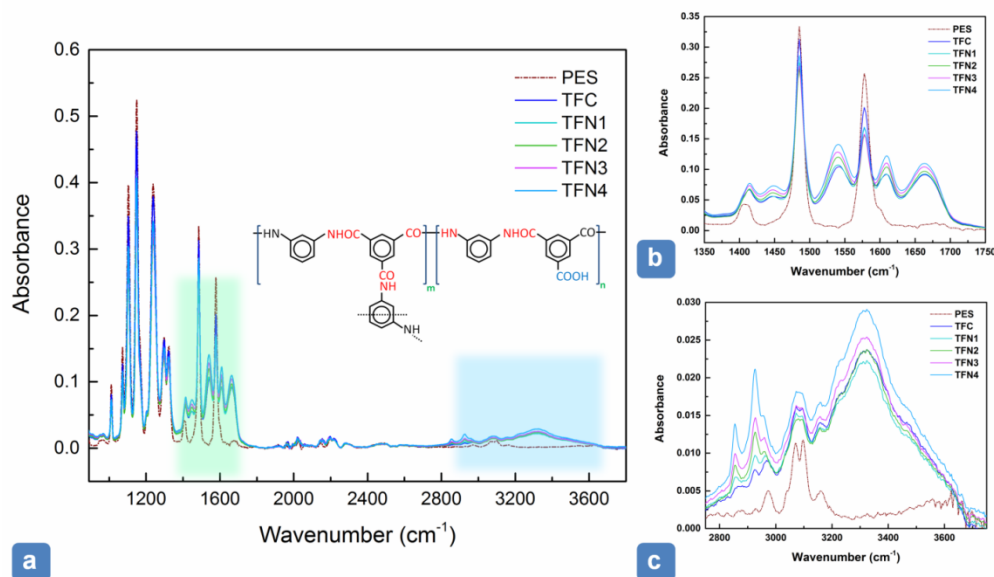 0.6
0.5
0.4
0.3
0.2
0.1
0.0
Absorbance
PES
TFC
TFN1
TFN2
TFN3
TFN4
HN
NHOC
CO
HN
NHOC
CO
CO
NH
COOH
m
n
NH
1200 1600 2000 2400 2800 3200 3600
Wavenumber (cm-1)
a
0.35
0.30
0.25
0.20
0.15
0.10
0.05
0.00
Absorbance
PES
TFC
TFN1
TFN2
TFN3
TFN4
1350 1400 1450 1500 1550 1600 1650 1700 1750
Wavenumber (cm-1)
b
0.030
0.025
0.020
0.015
0.010
0.005
0.000
Absorbance
PES
TFC
TFN1
TFN2
TFN3
TFN4
2800 3000 3200 3400 3600
Wavenumber (cm-1)
c